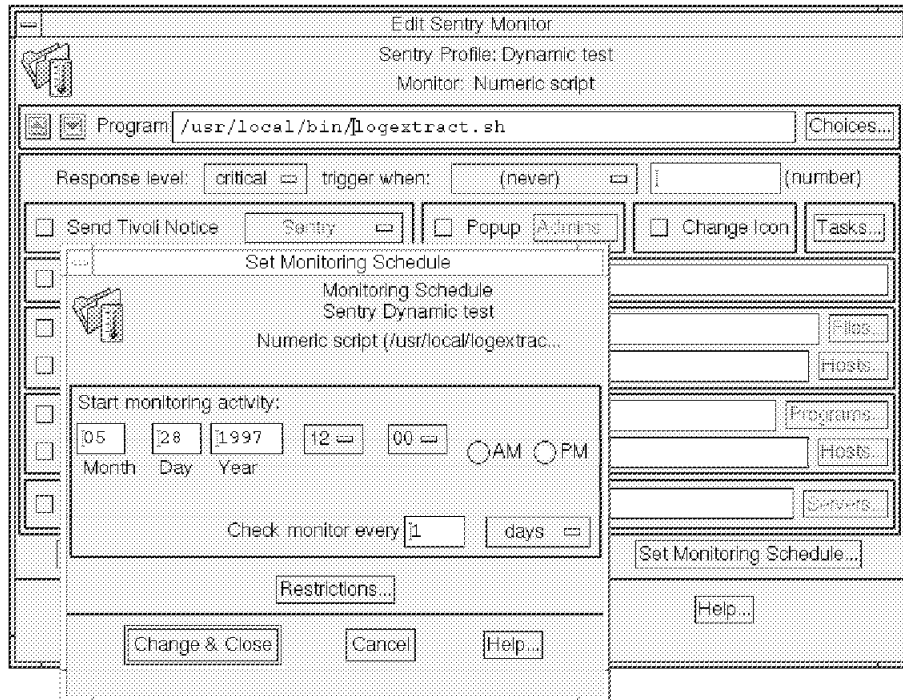 Edit Sentry Monitor
Sentry Profile: Dynamic test
Monitor: Numeric script
Program /usr/local/bin/logextract.sh Choices...
Response level: critical trigger when: (never) (number)
Send Tivoli Notice Sentry Popup Admins... Change Icon Tasks...
Set Monitoring Schedule
Monitoring Schedule
Sentry Dynamic test
Numeric script (/usr/local/logextrac...
Files...
Hosts...
Start monitoring activity:
05 28 1997 12 00 AM PM
Month Day Year
Programs...
Hosts...
Servers...
Check monitor every 1 days
Set Monitoring Schedule...
Restrictions...
Help...
Change & Close Cancel Help...